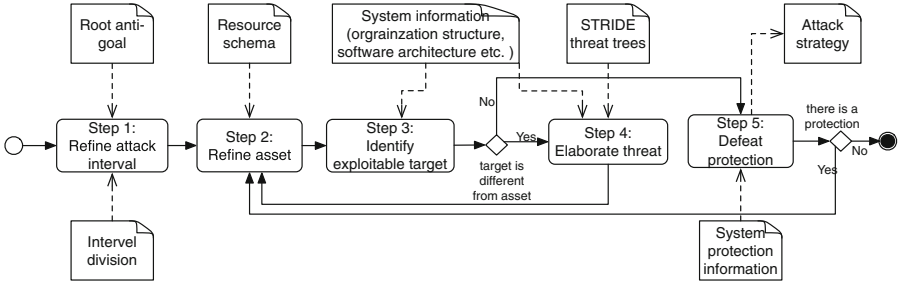 Root anti-
goal
Resource
schema
System information
(orgrainzation structure,
software architecture etc. )
STRIDE
threat trees
Attack
strategy
No
there is a
protection
Step 1:
Refine attack
interval
Step 2:
Refine asset
Step 3:
Identify
exploitable target
Yes
Step 4:
Elaborate threat
Step 5:
Defeat
protection
No
Yes
target is
different
from asset
Intervel
division
System
protection
information